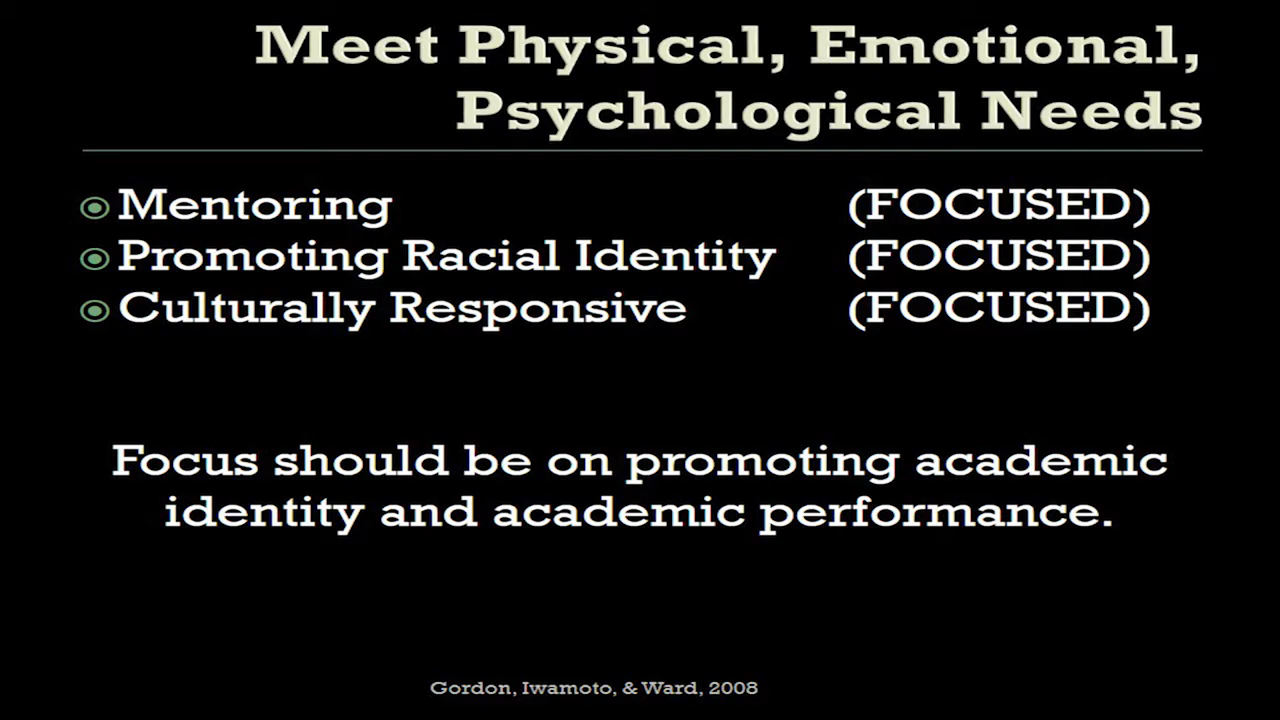 Meet Physical, Emotional,
Psychological Needs
Mentoring (FOCUSED)
Promoting Racial Identity (FOCUSED)
Culturally Responsive (FOCUSED)
Focus should be on promoting academic
identity and academic performance.
Gordon, Iwamoto, & Ward, 2008